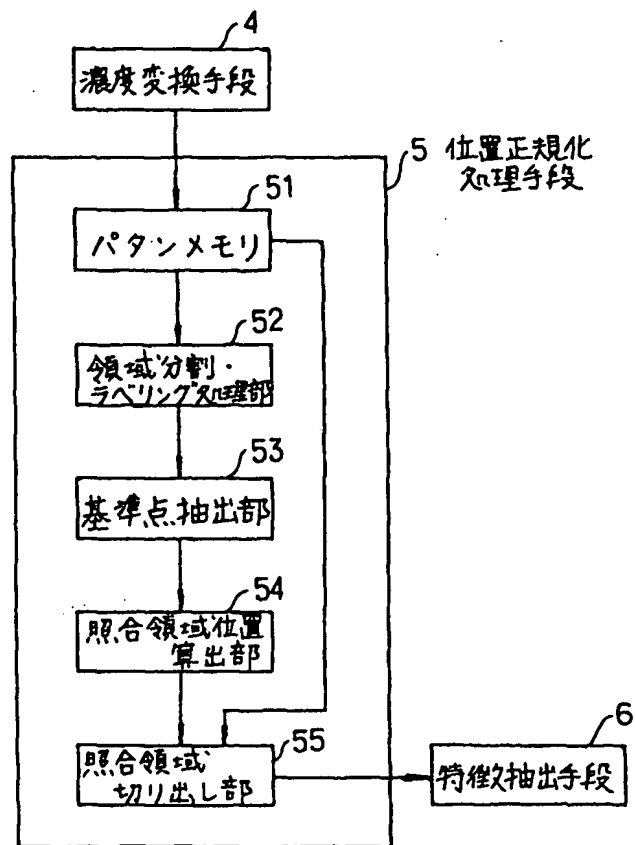 4
濃度変換手段
5 位置正規化
処理手段
51
パタンメモリ
52
領域分割・
ラベリング処理部
53
基準点抽出部
54
照合領域位置
算出部
55
照合領域
切り出し部
6
特徴抽出手段